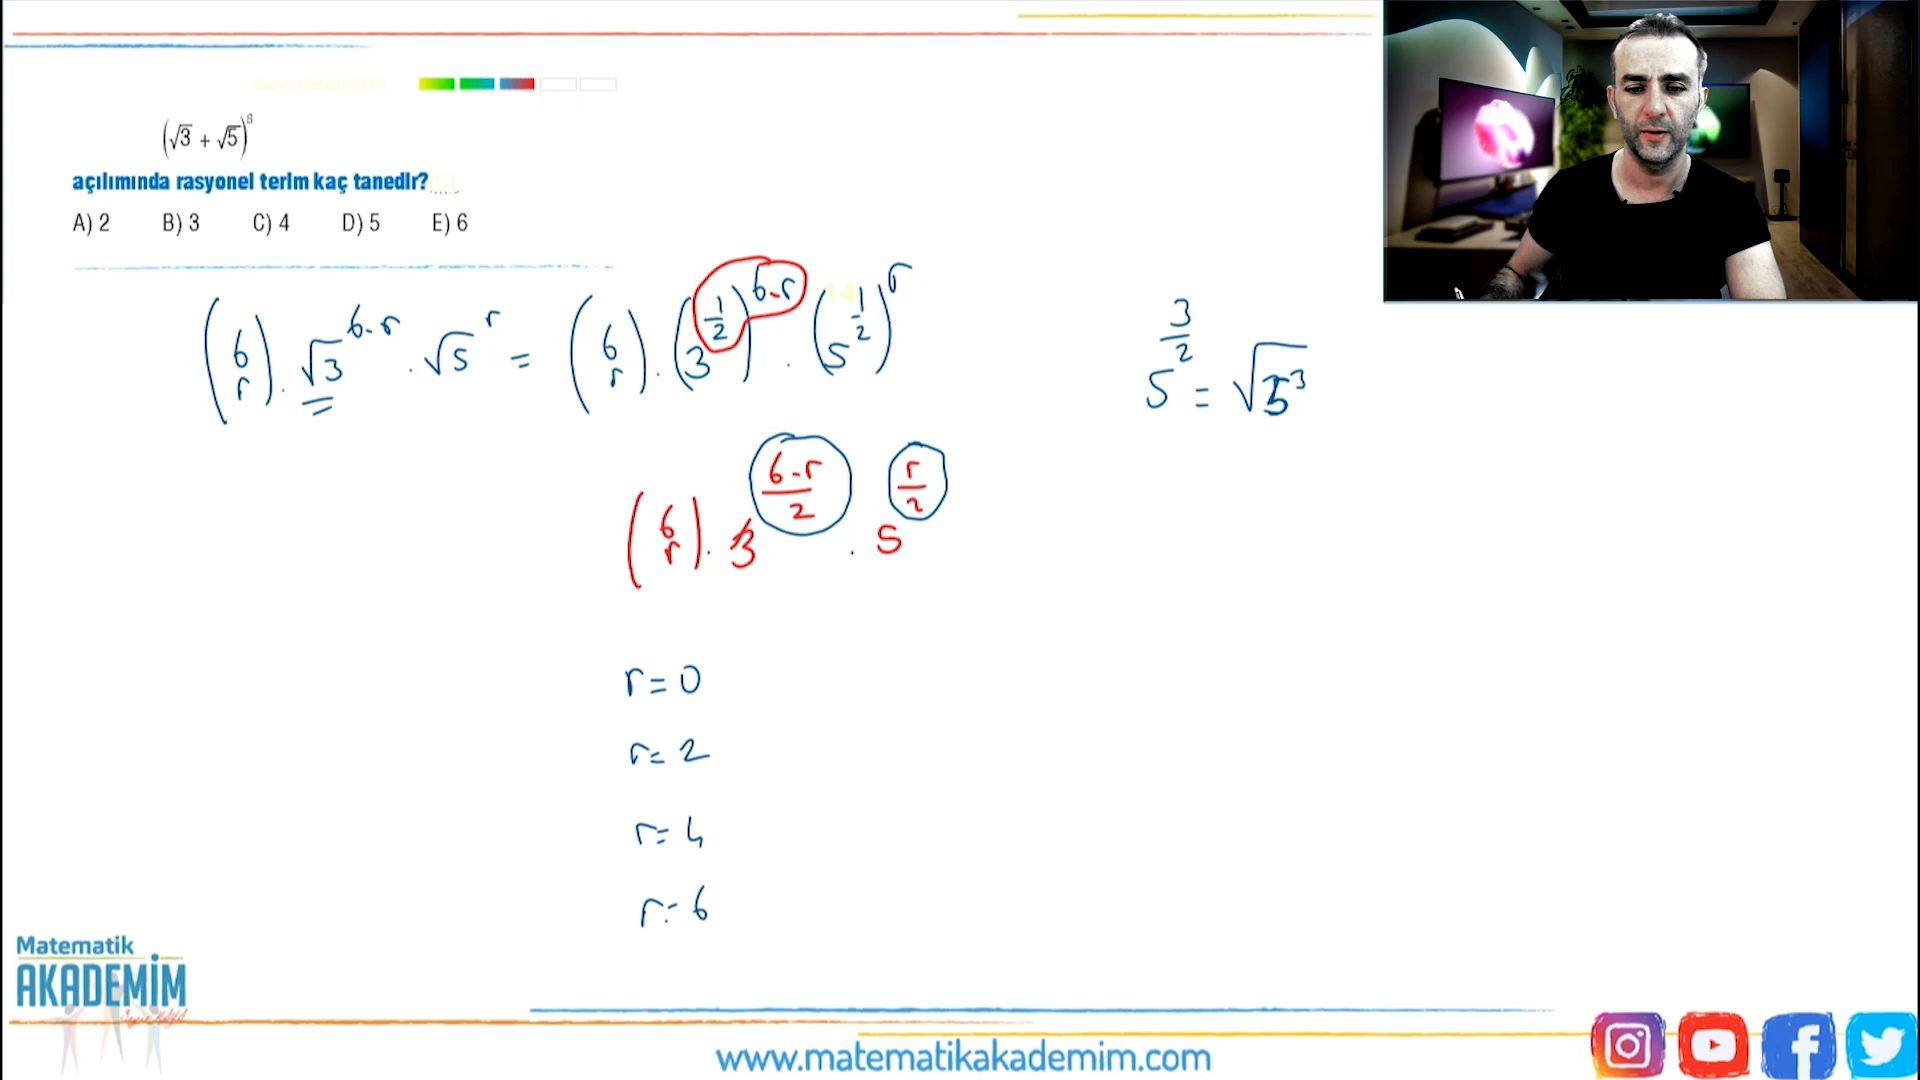 (√3 + √5)⁶
açılımında rasyonel terim kaç tanedir?
A) 2 B) 3 C) 4 D) 5 E) 6
(6 r) . √3^(6-r) . √5^r = (6 r) . (3^(1/2))^(6-r) . (5^(1/2))^r
5^(3/2) = √5³
(6 r) . 3^((6-r)/2) . 5^(r/2)
r = 0
r = 2
r = 4
r = 6
Matematik
AKADEMİM
www.matematikakademim.com